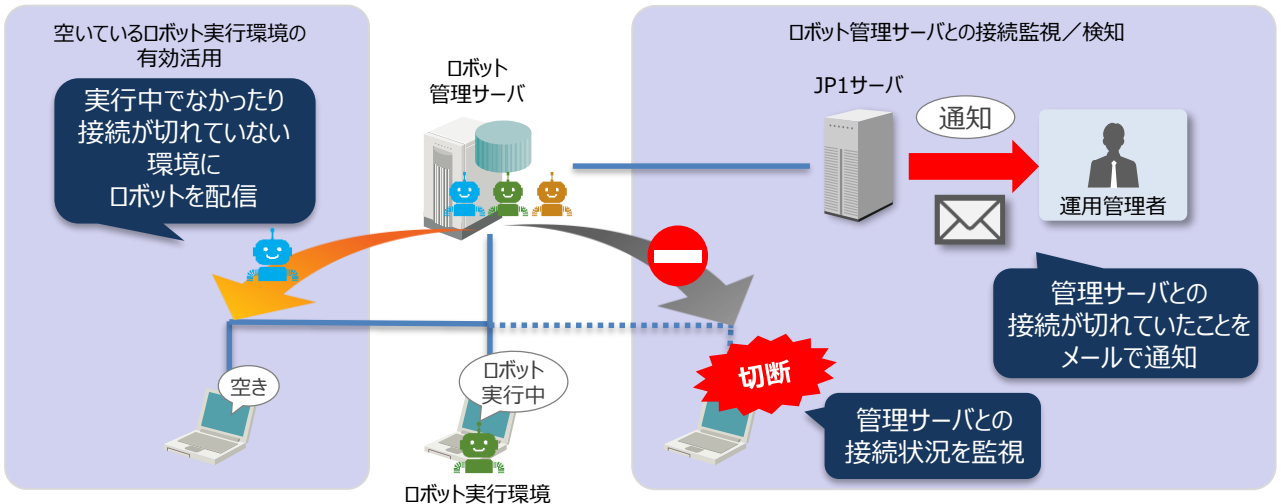 空いているロボット実行環境の
有効活用
実行中でなかったり
接続が切れていない
環境に
ロボットを配信
空き
ロボット
管理サーバ
ロボット
実行中
ロボット実行環境
ロボット管理サーバとの接続監視／検知
JP1サーバ
通知
運用管理者
管理サーバとの
接続が切れていたことを
メールで通知
切断
管理サーバとの
接続状況を監視